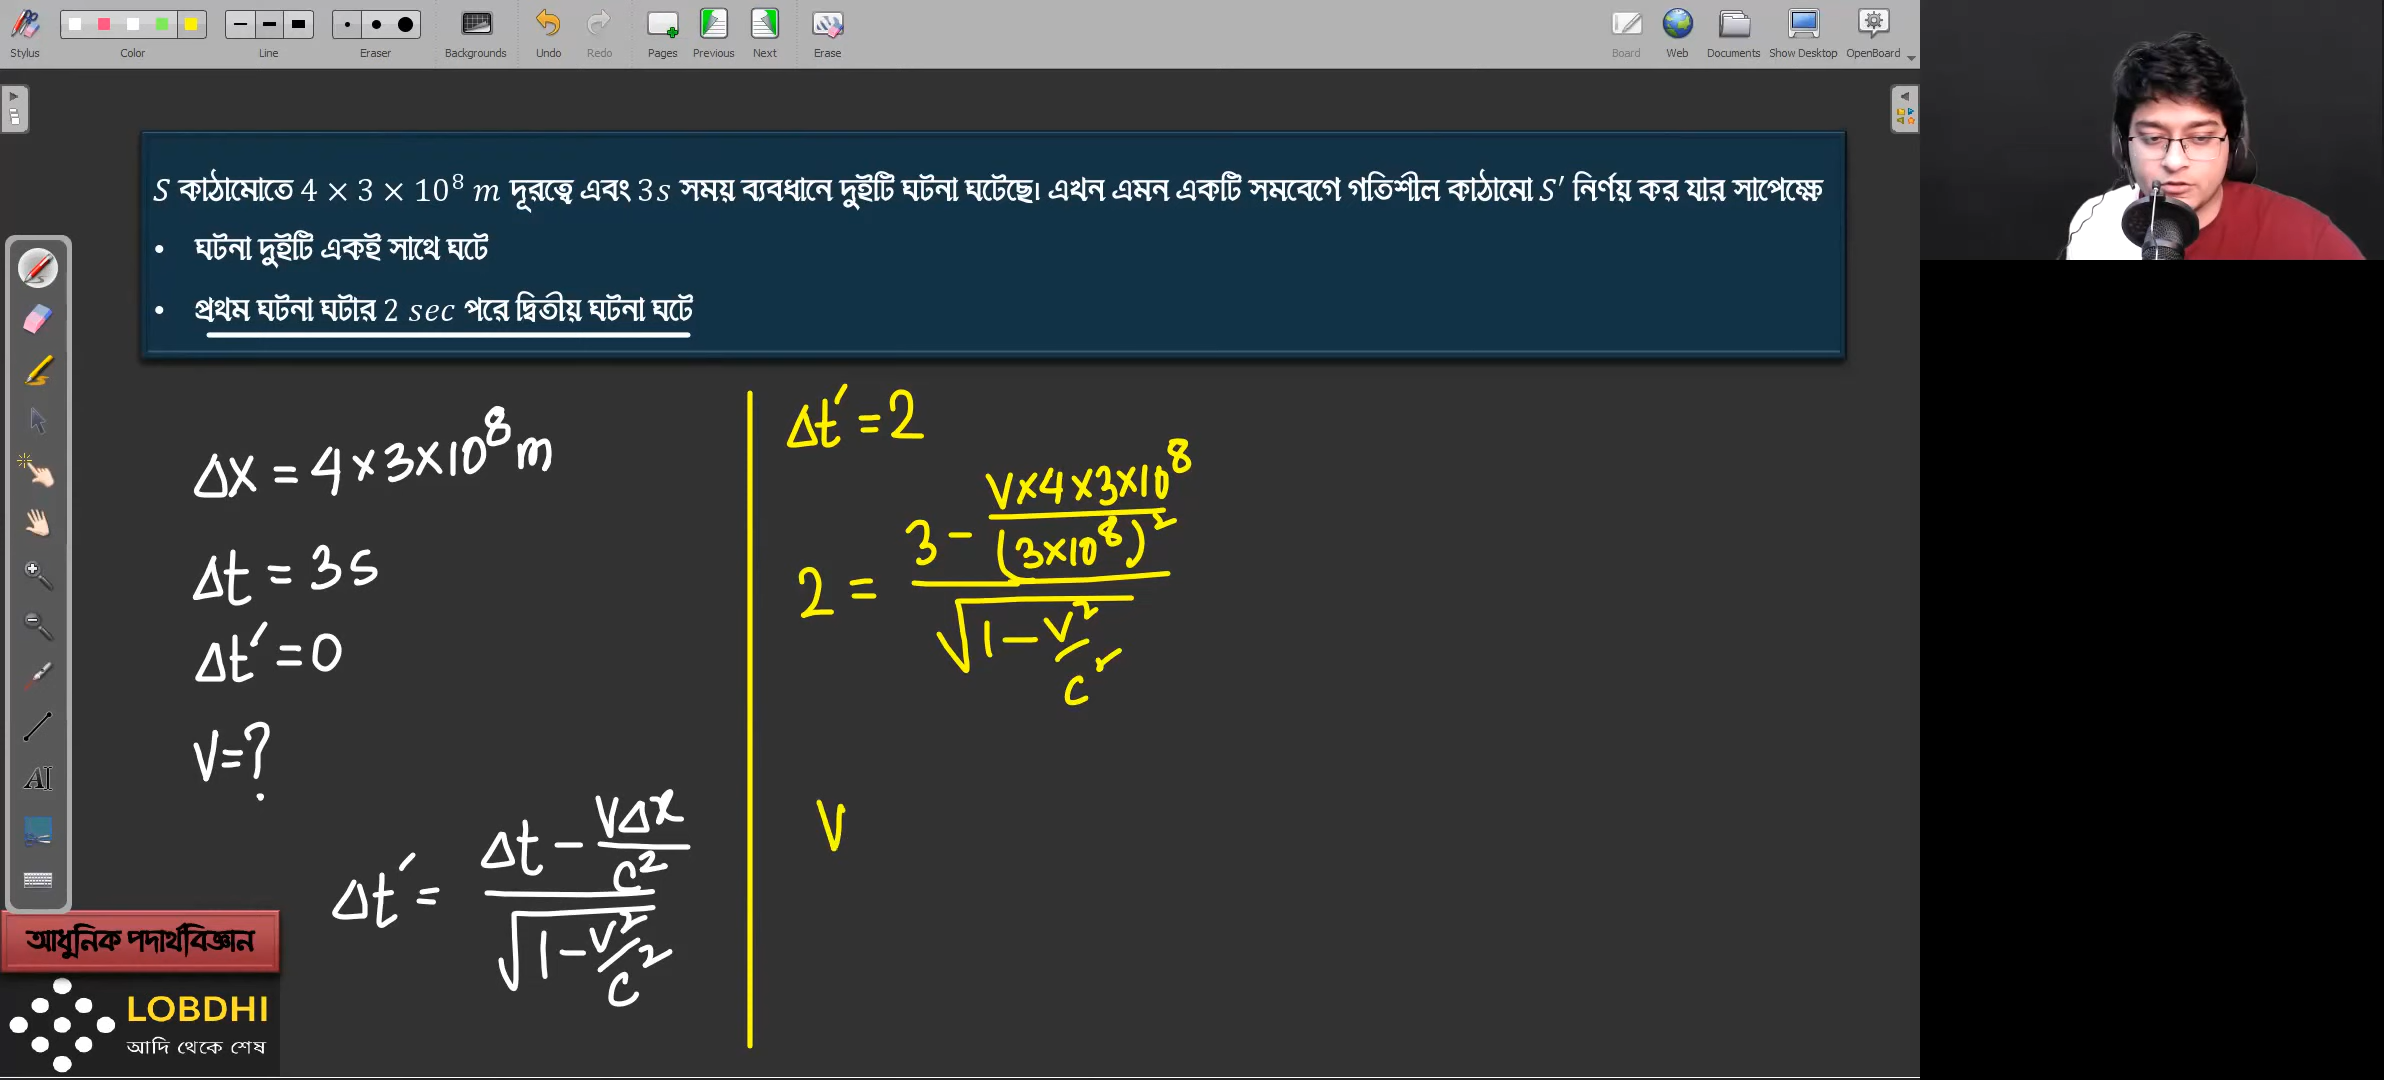 Stylus Color Line Eraser Backgrounds Undo Redo Pages Previous Next Erase Board Web Documents Show Desktop OpenBoard
S কাঠামোতে 4 × 3 × 10⁸ m দূরত্বে এবং 3s সময় ব্যবধানে দুইটি ঘটনা ঘটেছে। এখন এমন একটি সমবেগে গতিশীল কাঠামো S′ নির্ণয় কর যার সাপেক্ষে
• ঘটনা দুইটি একই সাথে ঘটে
• প্রথম ঘটনা ঘটার 2 sec পরে দ্বিতীয় ঘটনা ঘটে
Δx = 4×3×10⁸ m
Δt = 3s
Δt′ = 0
V=?
Δt′ = (Δt − VΔx/c²) / √(1 − V²/c²)
Δt′ = 2
2 = (3 − (V×4×3×10⁸)/(3×10⁸)²) / √(1 − V²/c²)
V
AI
আধুনিক পদার্থবিজ্ঞান
LOBDHI
আদি থেকে শেষ